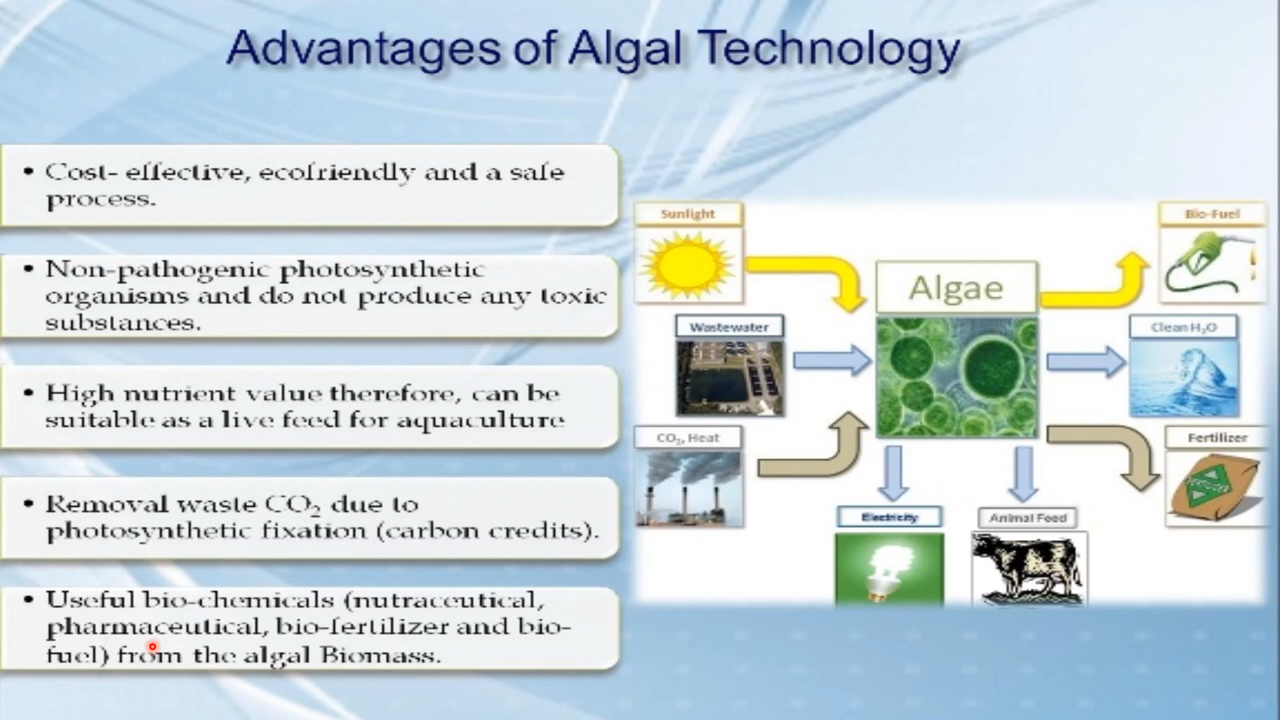 Advantages of Algal Technology
• Cost- effective, ecofriendly and a safe
process.
• Non-pathogenic photosynthetic
organisms and do not produce any toxic
substances.
• High nutrient value therefore, can be
suitable as a live feed for aquaculture
• Removal waste CO₂ due to
photosynthetic fixation (carbon credits).
• Useful bio-chemicals (nutraceutical,
pharmaceutical, bio-fertilizer and bio-
fuel) from the algal Biomass.
Sunlight
Bio-Fuel
Algae
Wastewater
Clean H₂O
CO₂, Heat
Fertilizer
Electricity
Animal Feed